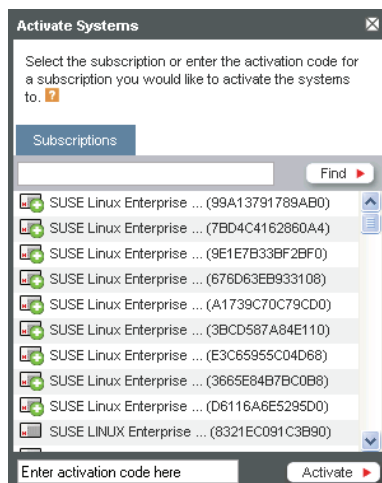 Activate Systems
Select the subscription or enter the activation code for
a subscription you would like to activate the systems
to. ?
Subscriptions
Find
SUSE Linux Enterprise ... (99A13791789AB0)
SUSE Linux Enterprise ... (7BD4C4162860A4)
SUSE Linux Enterprise ... (9E1E7B33BF2BF0)
SUSE Linux Enterprise ... (676D63EB933108)
SUSE Linux Enterprise ... (A1739C70C79CD0)
SUSE Linux Enterprise ... (3BCD587A84E110)
SUSE Linux Enterprise ... (E3C65955C04D68)
SUSE Linux Enterprise ... (3665E84B7BC0B8)
SUSE Linux Enterprise ... (D6116A6E5295D0)
SUSE LINUX Enterprise ... (8321EC091C3B90)
Enter activation code here
Activate